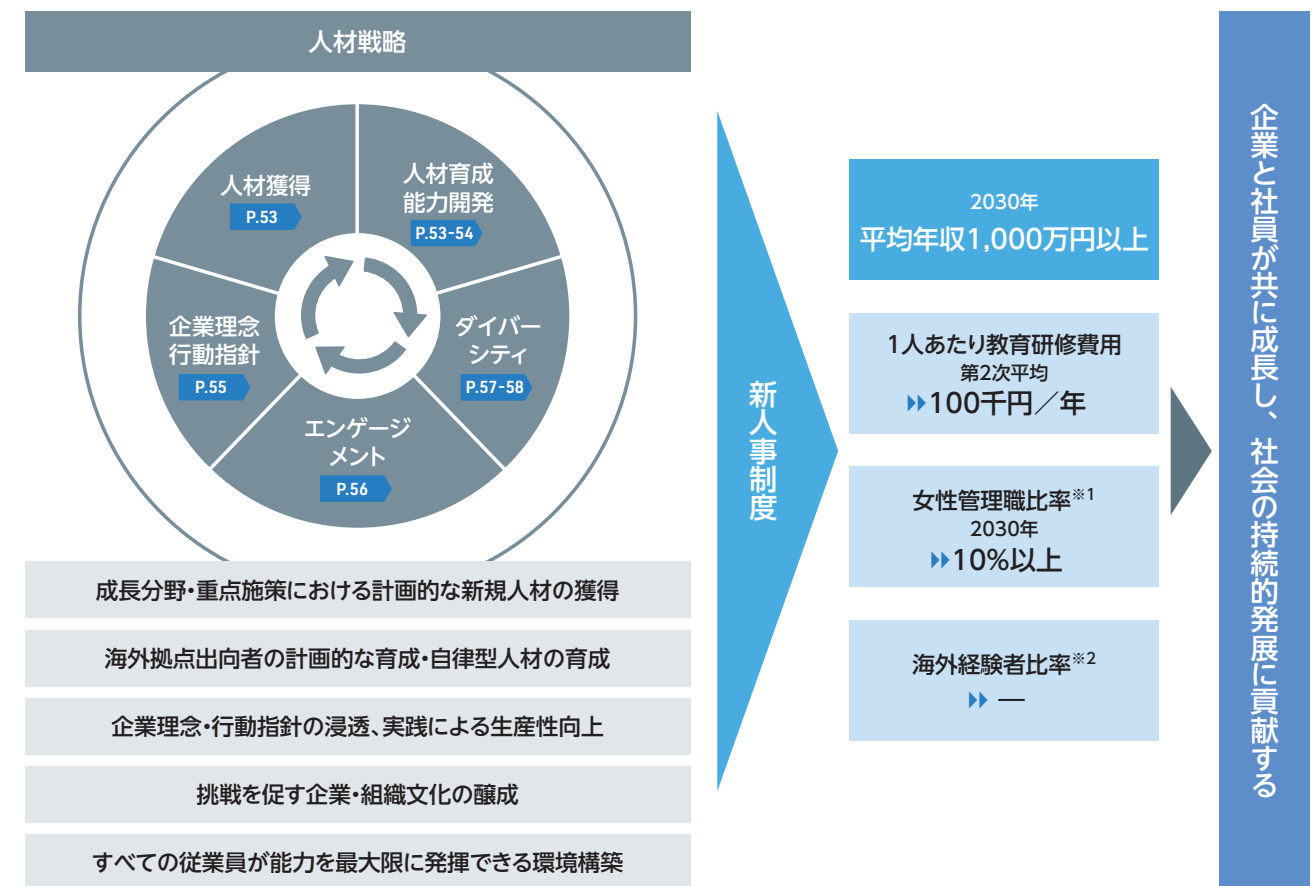 人材戦略
人材獲得
P.53
人材育成
能力開発
P.53-54
企業理念
行動指針
P.55
ダイバー
シティ
P.57-58
エンゲージ
メント
P.56
成長分野・重点施策における計画的な新規人材の獲得
海外拠点出向者の計画的な育成・自律型人材の育成
企業理念・行動指針の浸透、実践による生産性向上
挑戦を促す企業・組織文化の醸成
すべての従業員が能力を最大限に発揮できる環境構築
新人事制度
2030年
平均年収1,000万円以上
1人あたり教育研修費用
第2次平均
100千円／年
女性管理職比率※1
2030年
10%以上
海外経験者比率※2
—
企業と社員が共に成長し、社会の持続的発展に貢献する